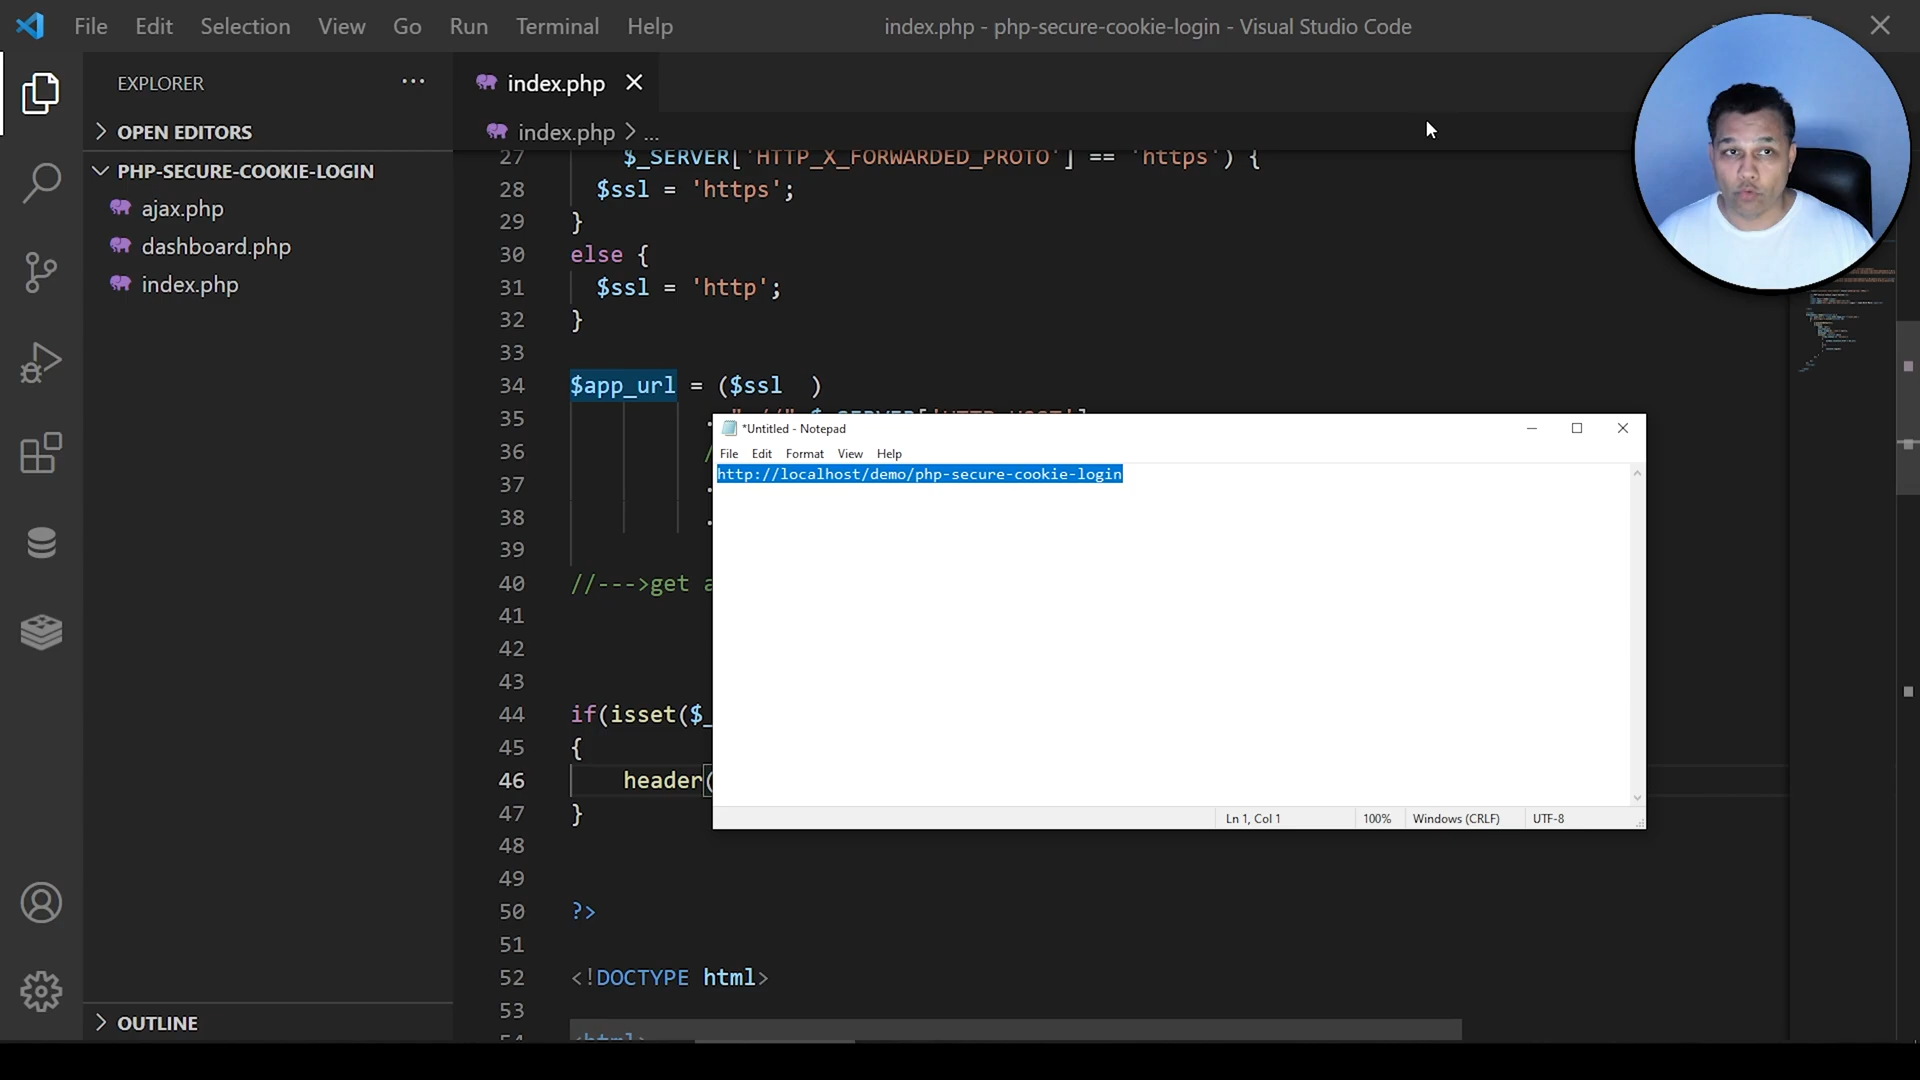 File Edit Selection View Go Run Terminal Help index.php - php-secure-cookie-login - Visual Studio Code
EXPLORER ...
OPEN EDITORS
PHP-SECURE-COOKIE-LOGIN
ajax.php
dashboard.php
index.php
OUTLINE
index.php
index.php > ...
27 $_SERVER['HTTP_X_FORWARDED_PROTO'] == 'https') {
28 $ssl = 'https';
29 }
30 else {
31 $ssl = 'http';
32 }
33
34 $app_url = ($ssl )
35 .
36 /
37 .
38 .
39
40 //--->get a
41
42
43
44 if(isset($_
45 {
46 header(
47 }
48
49
50 ?>
51
52 <!DOCTYPE html>
53
*Untitled - Notepad
File Edit Format View Help
http://localhost/demo/php-secure-cookie-login
Ln 1, Col 1 100% Windows (CRLF) UTF-8